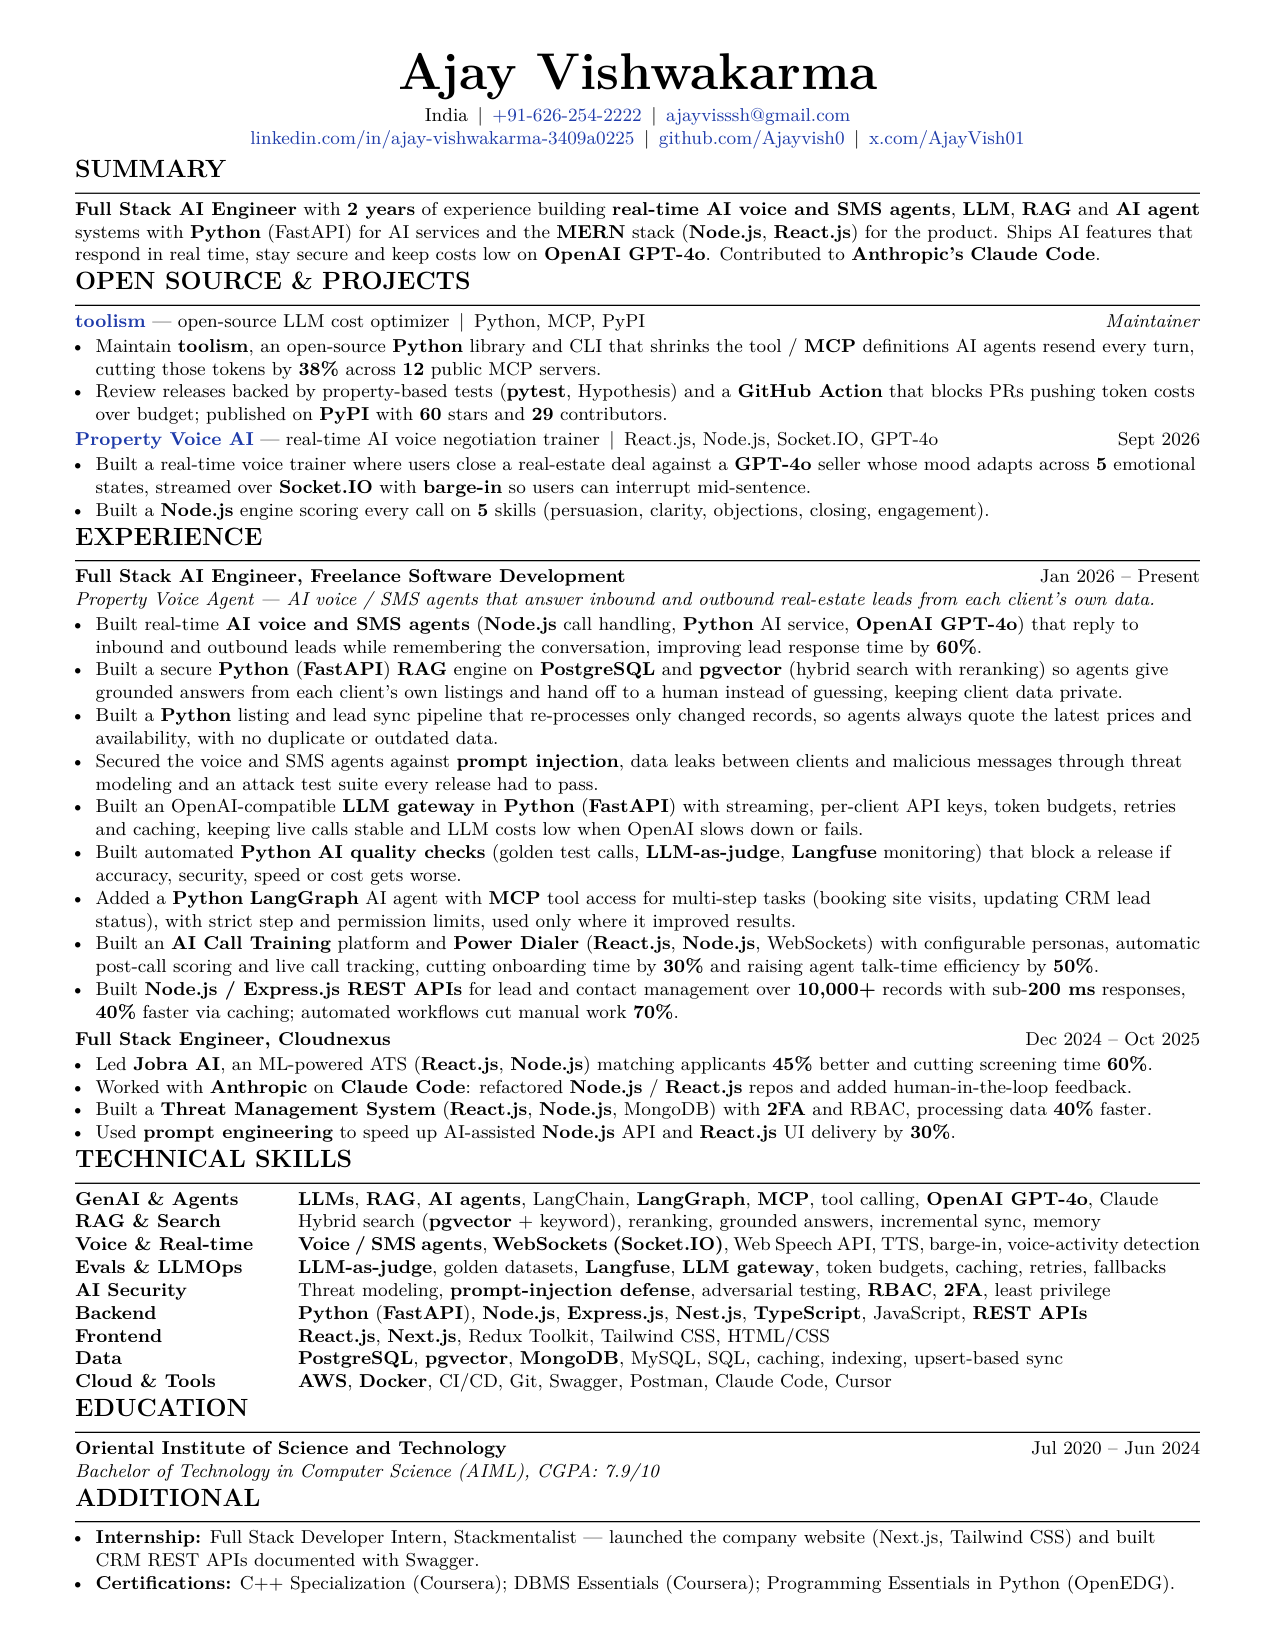 Ajay Vishwakarma
India | +91-626-254-2222 | ajayvisssh@gmail.com
linkedin.com/in/ajay-vishwakarma-3409a0225 | github.com/Ajayvish0 | x.com/AjayVish01
SUMMARY
Full Stack AI Engineer with 2 years of experience building real-time AI voice and SMS agents, LLM, RAG and AI agent
systems with Python (FastAPI) for AI services and the MERN stack (Node.js, React.js) for the product. Ships AI features that
respond in real time, stay secure and keep costs low on OpenAI GPT-4o. Contributed to Anthropic's Claude Code.
OPEN SOURCE & PROJECTS
toolism — open-source LLM cost optimizer | Python, MCP, PyPI Maintainer
• Maintain toolism, an open-source Python library and CLI that shrinks the tool / MCP definitions AI agents resend every turn,
cutting those tokens by 38% across 12 public MCP servers.
• Review releases backed by property-based tests (pytest, Hypothesis) and a GitHub Action that blocks PRs pushing token costs
over budget; published on PyPI with 60 stars and 29 contributors.
Property Voice AI — real-time AI voice negotiation trainer | React.js, Node.js, Socket.IO, GPT-4o Sept 2026
• Built a real-time voice trainer where users close a real-estate deal against a GPT-4o seller whose mood adapts across 5 emotional
states, streamed over Socket.IO with barge-in so users can interrupt mid-sentence.
• Built a Node.js engine scoring every call on 5 skills (persuasion, clarity, objections, closing, engagement).
EXPERIENCE
Full Stack AI Engineer, Freelance Software Development Jan 2026 – Present
Property Voice Agent — AI voice / SMS agents that answer inbound and outbound real-estate leads from each client's own data.
• Built real-time AI voice and SMS agents (Node.js call handling, Python AI service, OpenAI GPT-4o) that reply to
inbound and outbound leads while remembering the conversation, improving lead response time by 60%.
• Built a secure Python (FastAPI) RAG engine on PostgreSQL and pgvector (hybrid search with reranking) so agents give
grounded answers from each client's own listings and hand off to a human instead of guessing, keeping client data private.
• Built a Python listing and lead sync pipeline that re-processes only changed records, so agents always quote the latest prices and
availability, with no duplicate or outdated data.
• Secured the voice and SMS agents against prompt injection, data leaks between clients and malicious messages through threat
modeling and an attack test suite every release had to pass.
• Built an OpenAI-compatible LLM gateway in Python (FastAPI) with streaming, per-client API keys, token budgets, retries
and caching, keeping live calls stable and LLM costs low when OpenAI slows down or fails.
• Built automated Python AI quality checks (golden test calls, LLM-as-judge, Langfuse monitoring) that block a release if
accuracy, security, speed or cost gets worse.
• Added a Python LangGraph AI agent with MCP tool access for multi-step tasks (booking site visits, updating CRM lead
status), with strict step and permission limits, used only where it improved results.
• Built an AI Call Training platform and Power Dialer (React.js, Node.js, WebSockets) with configurable personas, automatic
post-call scoring and live call tracking, cutting onboarding time by 30% and raising agent talk-time efficiency by 50%.
• Built Node.js / Express.js REST APIs for lead and contact management over 10,000+ records with sub-200 ms responses,
40% faster via caching; automated workflows cut manual work 70%.
Full Stack Engineer, Cloudnexus Dec 2024 – Oct 2025
• Led Jobra AI, an ML-powered ATS (React.js, Node.js) matching applicants 45% better and cutting screening time 60%.
• Worked with Anthropic on Claude Code: refactored Node.js / React.js repos and added human-in-the-loop feedback.
• Built a Threat Management System (React.js, Node.js, MongoDB) with 2FA and RBAC, processing data 40% faster.
• Used prompt engineering to speed up AI-assisted Node.js API and React.js UI delivery by 30%.
TECHNICAL SKILLS
GenAI & Agents LLMs, RAG, AI agents, LangChain, LangGraph, MCP, tool calling, OpenAI GPT-4o, Claude
RAG & Search Hybrid search (pgvector + keyword), reranking, grounded answers, incremental sync, memory
Voice & Real-time Voice / SMS agents, WebSockets (Socket.IO), Web Speech API, TTS, barge-in, voice-activity detection
Evals & LLMOps LLM-as-judge, golden datasets, Langfuse, LLM gateway, token budgets, caching, retries, fallbacks
AI Security Threat modeling, prompt-injection defense, adversarial testing, RBAC, 2FA, least privilege
Backend Python (FastAPI), Node.js, Express.js, Nest.js, TypeScript, JavaScript, REST APIs
Frontend React.js, Next.js, Redux Toolkit, Tailwind CSS, HTML/CSS
Data PostgreSQL, pgvector, MongoDB, MySQL, SQL, caching, indexing, upsert-based sync
Cloud & Tools AWS, Docker, CI/CD, Git, Swagger, Postman, Claude Code, Cursor
EDUCATION
Oriental Institute of Science and Technology Jul 2020 – Jun 2024
Bachelor of Technology in Computer Science (AIML), CGPA: 7.9/10
ADDITIONAL
• Internship: Full Stack Developer Intern, Stackmentalist — launched the company website (Next.js, Tailwind CSS) and built
CRM REST APIs documented with Swagger.
• Certifications: C++ Specialization (Coursera); DBMS Essentials (Coursera); Programming Essentials in Python (OpenEDG).